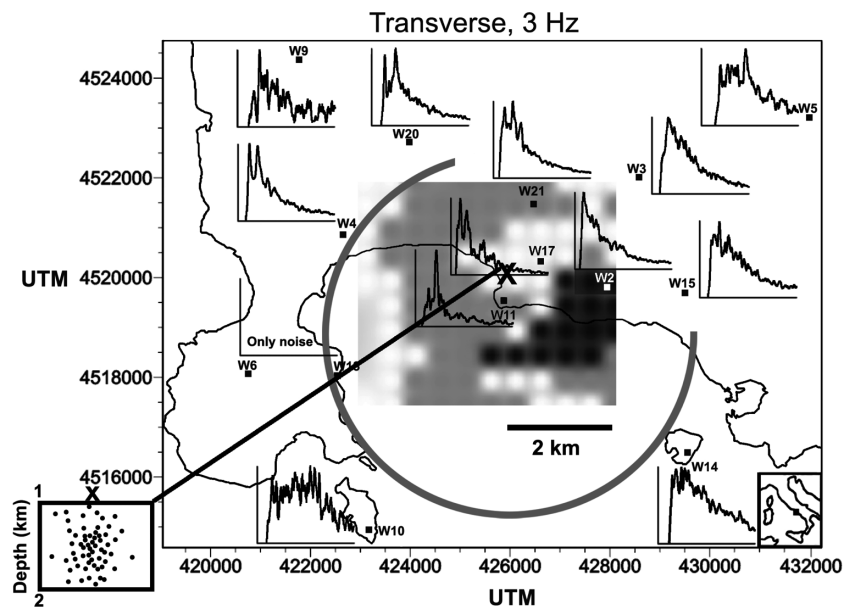 Transverse, 3 Hz
W9
4524000
W5
W20
W3
4522000
W21
W4
W17
UTM
4520000
W2
W15
W11
Only noise
W6
W16
4518000
2 km
W14
4516000
X
X
1
W10
Depth (km)
2
420000 422000 424000 426000 428000 430000 432000
UTM